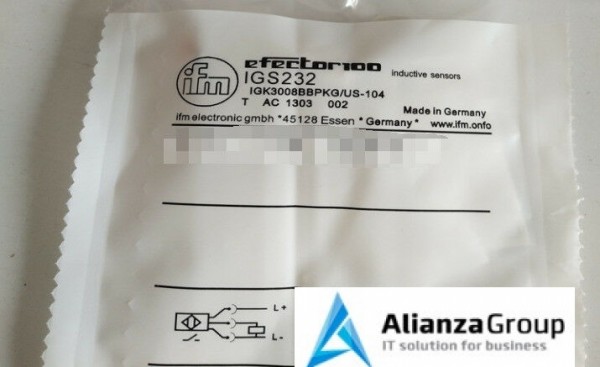 ifm
efector100 inductive sensors
IGS232
IGK3008BBPKG/US-104
T AC 1303 002
Made in Germany
ifm electronic gmbh *45128 Essen * Germany * www.ifm.onfo
L+
L-
AlianzaGroup
IT solution for business